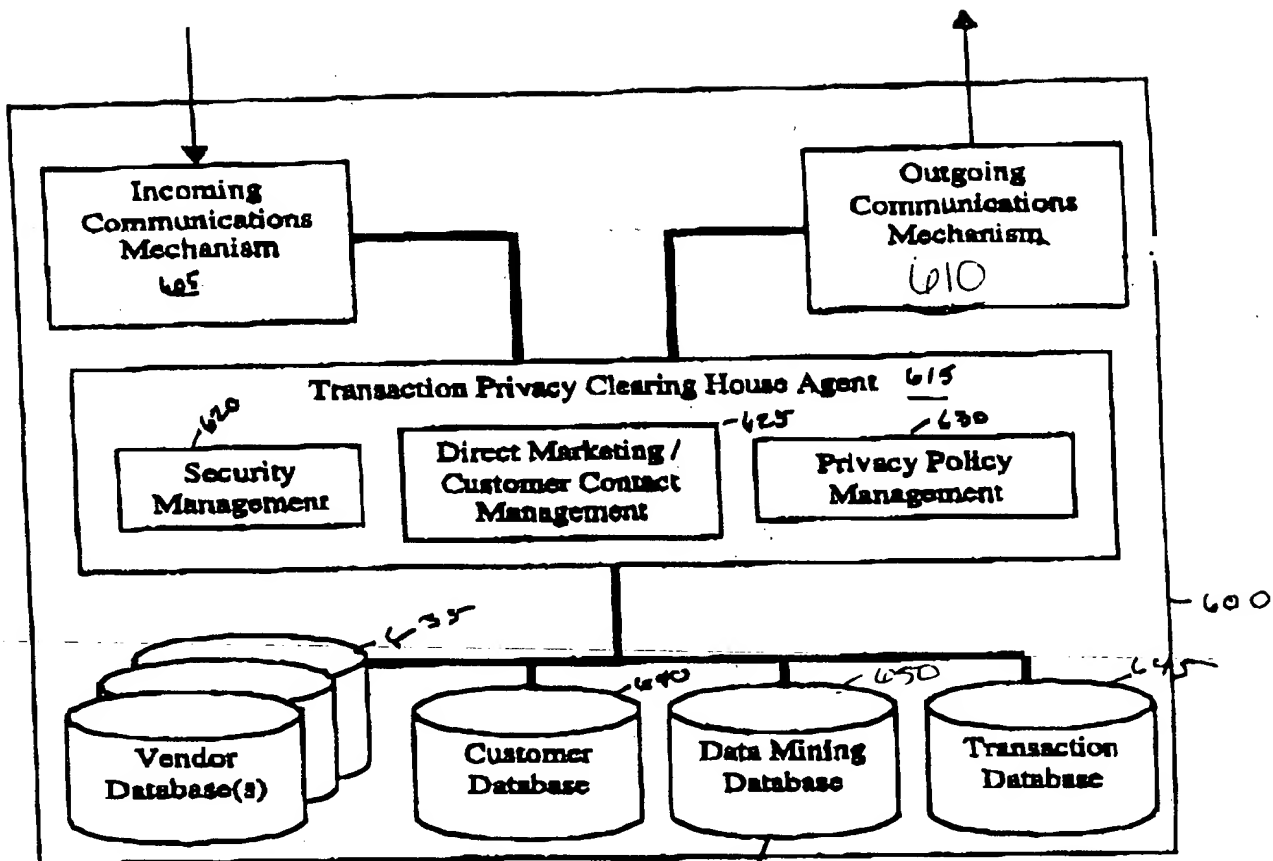 Incoming
Communications
Mechanism
605
Outgoing
Communications
Mechanism
610
Transaction Privacy Clearing House Agent 615
620
Security
Management
625
Direct Marketing /
Customer Contact
Management
630
Privacy Policy
Management
600
635
Vendor
Database(s)
640
Customer
Database
650
Data Mining
Database
645
Transaction
Database